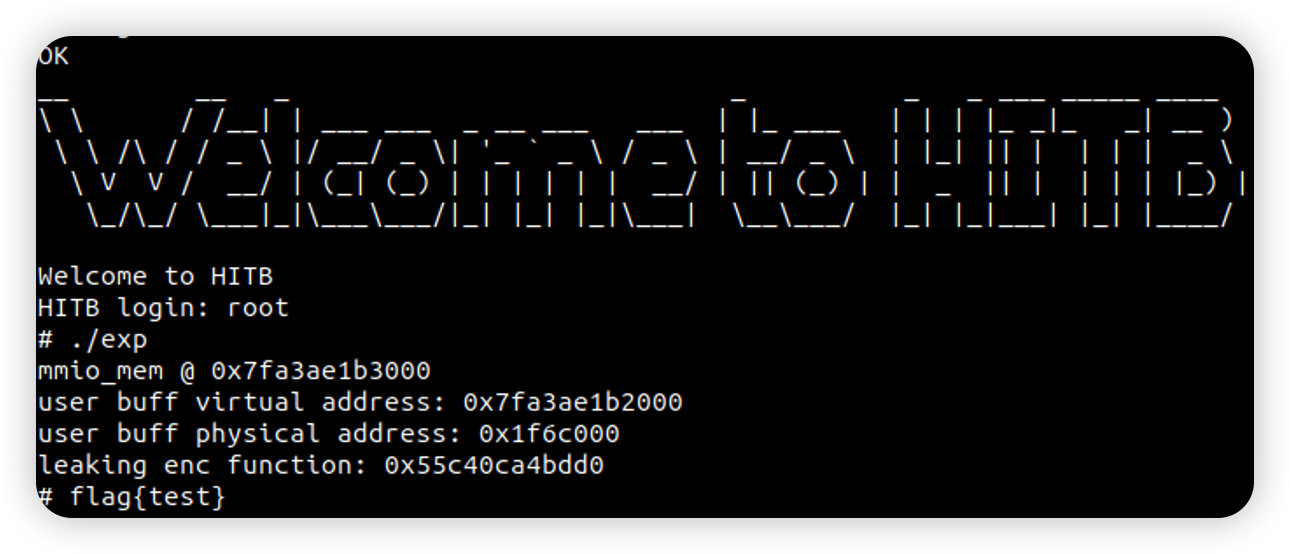 OK
Welcome to HITB
Welcome to HITB
HITB login: root
# ./exp
mmio_mem @ 0x7fa3ae1b3000
user buff virtual address: 0x7fa3ae1b2000
user buff physical address: 0x1f6c000
leaking enc function: 0x55c40ca4bdd0
# flag{test}